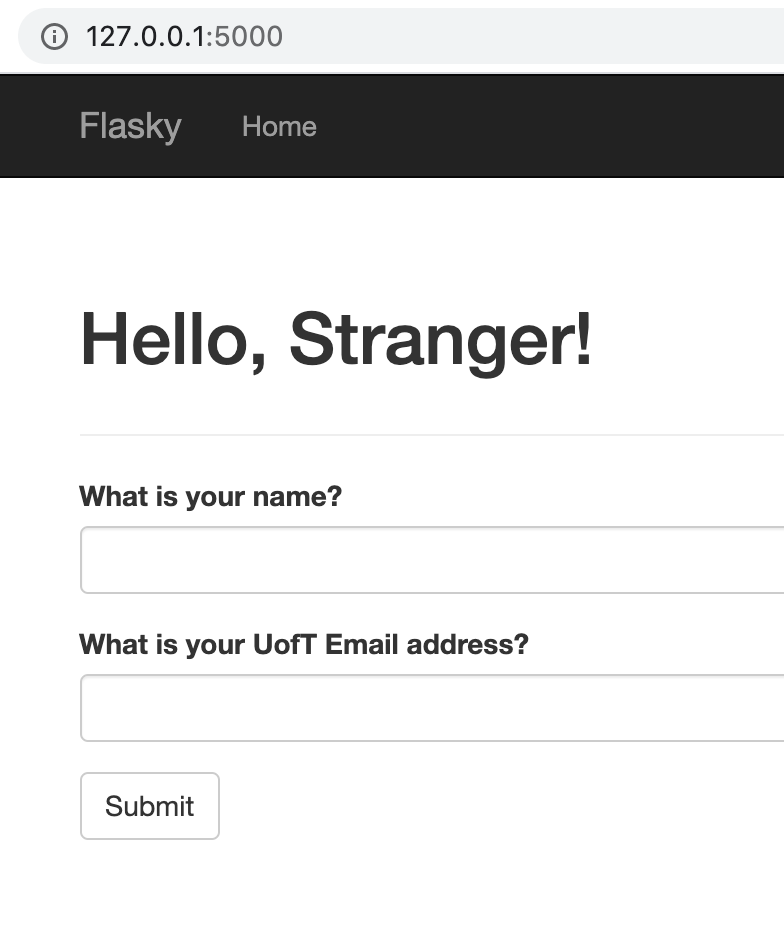 127.0.0.1:5000
Flasky Home
Hello, Stranger!
What is your name?
What is your UofT Email address?
Submit